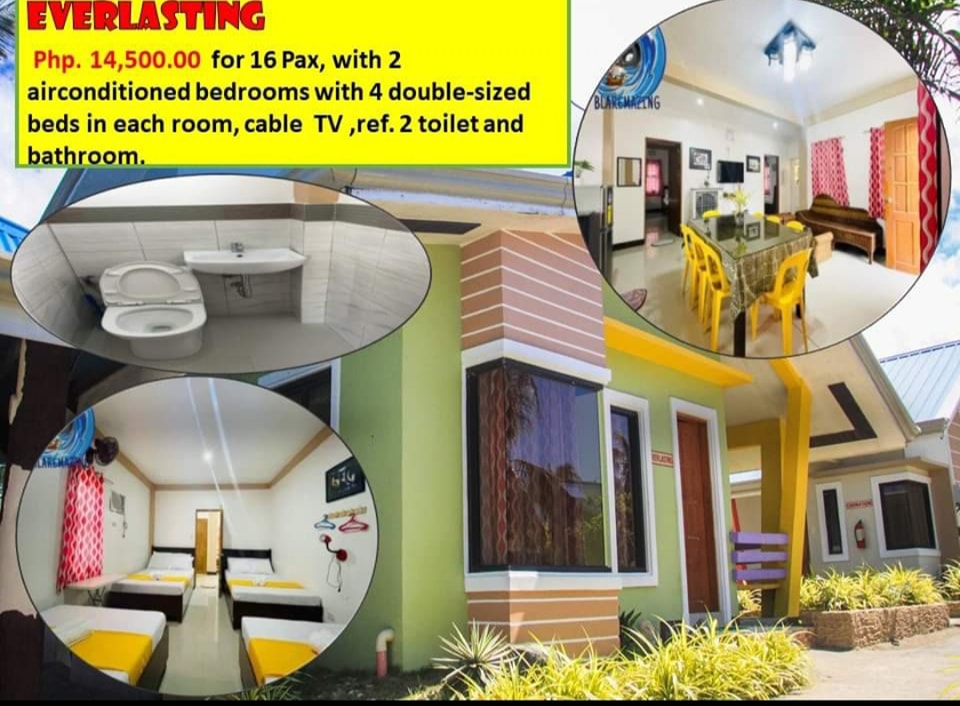 EVERLASTING
Php. 14,500.00 for 16 Pax, with 2
airconditioned bedrooms with 4 double-sized
beds in each room, cable TV ,ref. 2 toilet and
bathroom.
BLAREMAZING